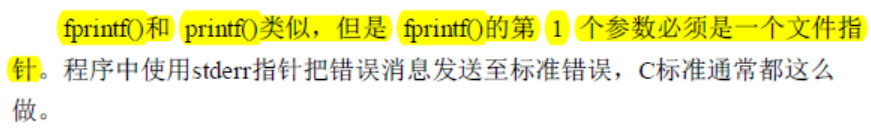 fprintf()和 printf()类似，但是 fprintf()的第 1 个参数必须是一个文件指
针。程序中使用stderr指针把错误消息发送至标准错误，C标准通常都这么
做。